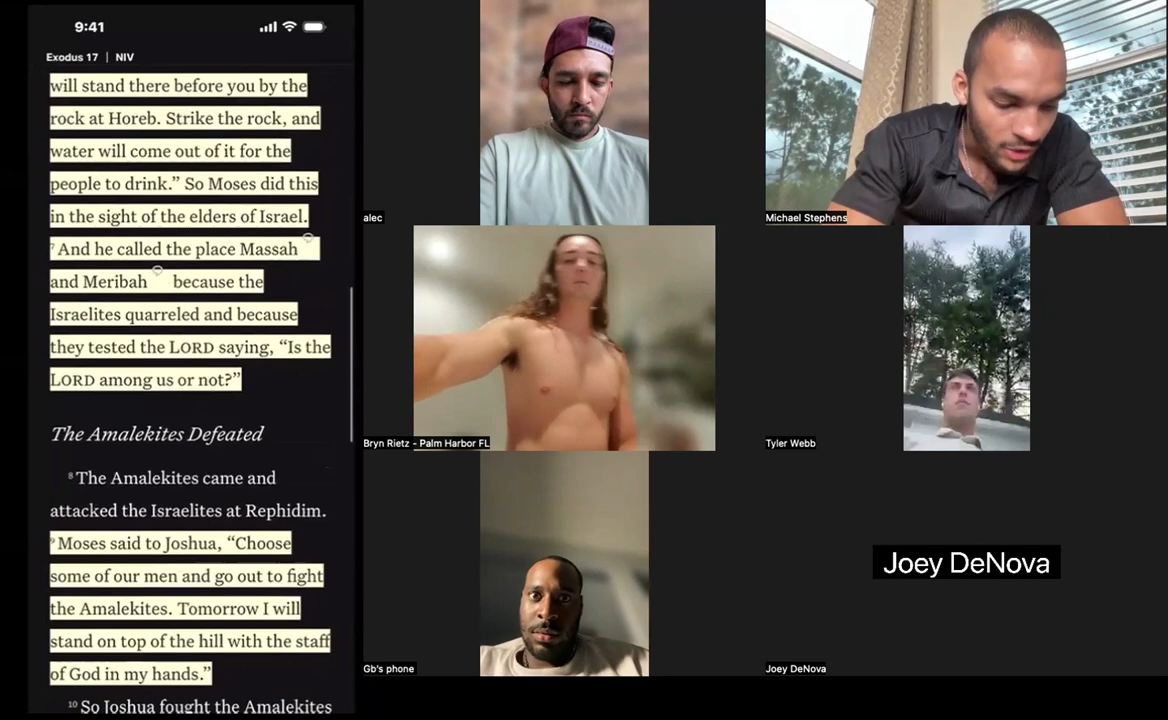 9:41
Exodus 17 | NIV
will stand there before you by the
rock at Horeb. Strike the rock, and
water will come out of it for the
people to drink.” So Moses did this
in the sight of the elders of Israel.
7 And he called the place Massah
and Meribah because the
Israelites quarreled and because
they tested the LORD saying, “Is the
LORD among us or not?”
The Amalekites Defeated
8 The Amalekites came and
attacked the Israelites at Rephidim.
9 Moses said to Joshua, “Choose
some of our men and go out to fight
the Amalekites. Tomorrow I will
stand on top of the hill with the staff
of God in my hands.”
10 So Joshua fought the Amalekites
alec
Michael Stephens
Bryn Rietz - Palm Harbor FL
Tyler Webb
Gb's phone
Joey DeNova
Joey DeNova